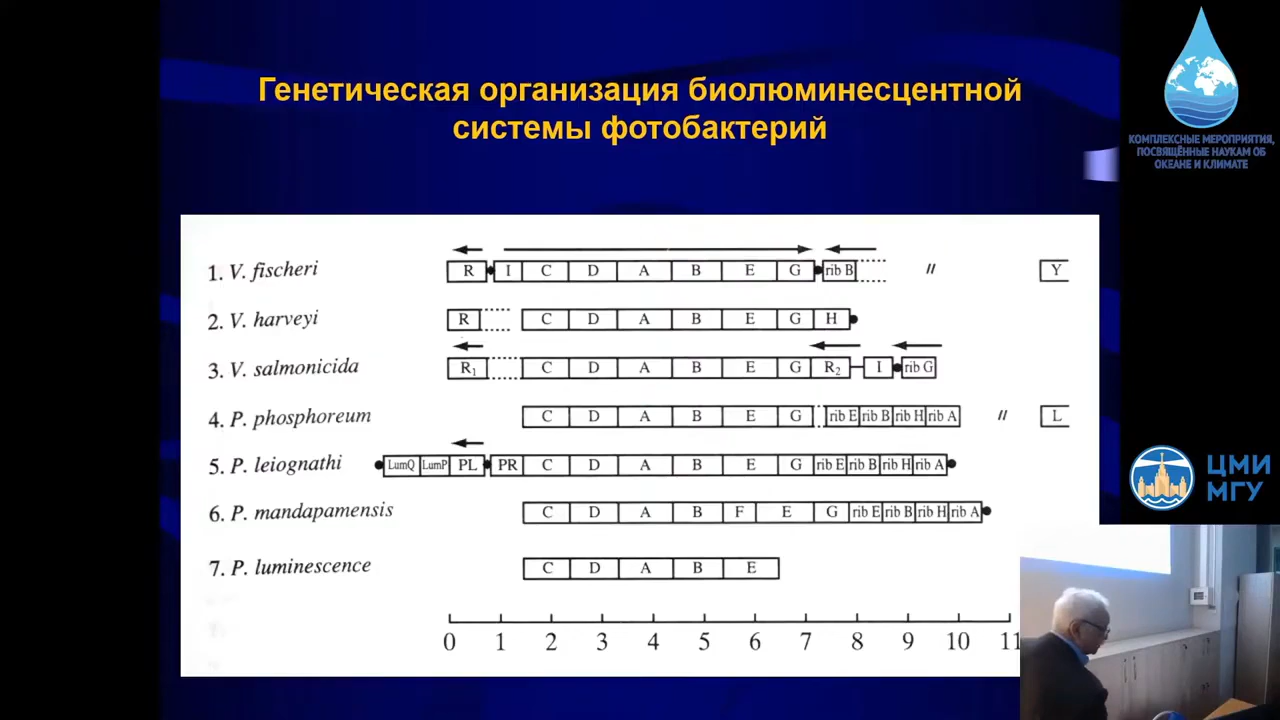 Генетическая организация биолюминесцентной
системы фотобактерий
КОМПЛЕКСНЫЕ МЕРОПРИЯТИЯ,
ПОСВЯЩЁННЫЕ НАУКАМ ОБ
ОКЕАНЕ И КЛИМАТЕ
1. V. fischeri R I C D A B E G rib B // Y
2. V. harveyi R C D A B E G H
3. V. salmonicida R1 C D A B E G R2 I rib G
4. P. phosphoreum C D A B E G rib E rib B rib H rib A // L
5. P. leiognathi LumQ LumP PL PR C D A B E G rib E rib B rib H rib A
6. P. mandapamensis C D A B F E G rib E rib B rib H rib A
7. P. luminescence C D A B E
0 1 2 3 4 5 6 7 8 9 10 11
ЦМИ
МГУ